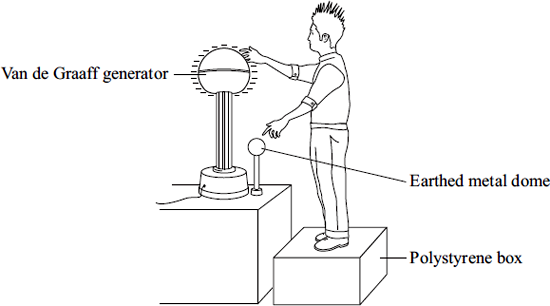 Van de Graaff generator
Earthed metal dome
Polystyrene box